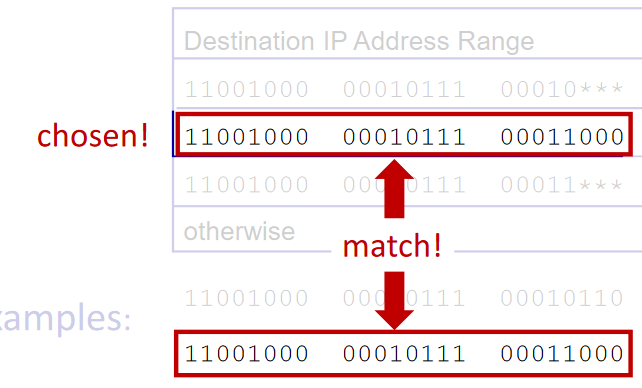 Destination IP Address Range
11001000 00010111 00010***
chosen! 11001000 00010111 00011000
11001000 00010111 00011***
otherwise
match!
11001000 00010111 00010110
xamples:
11001000 00010111 00011000